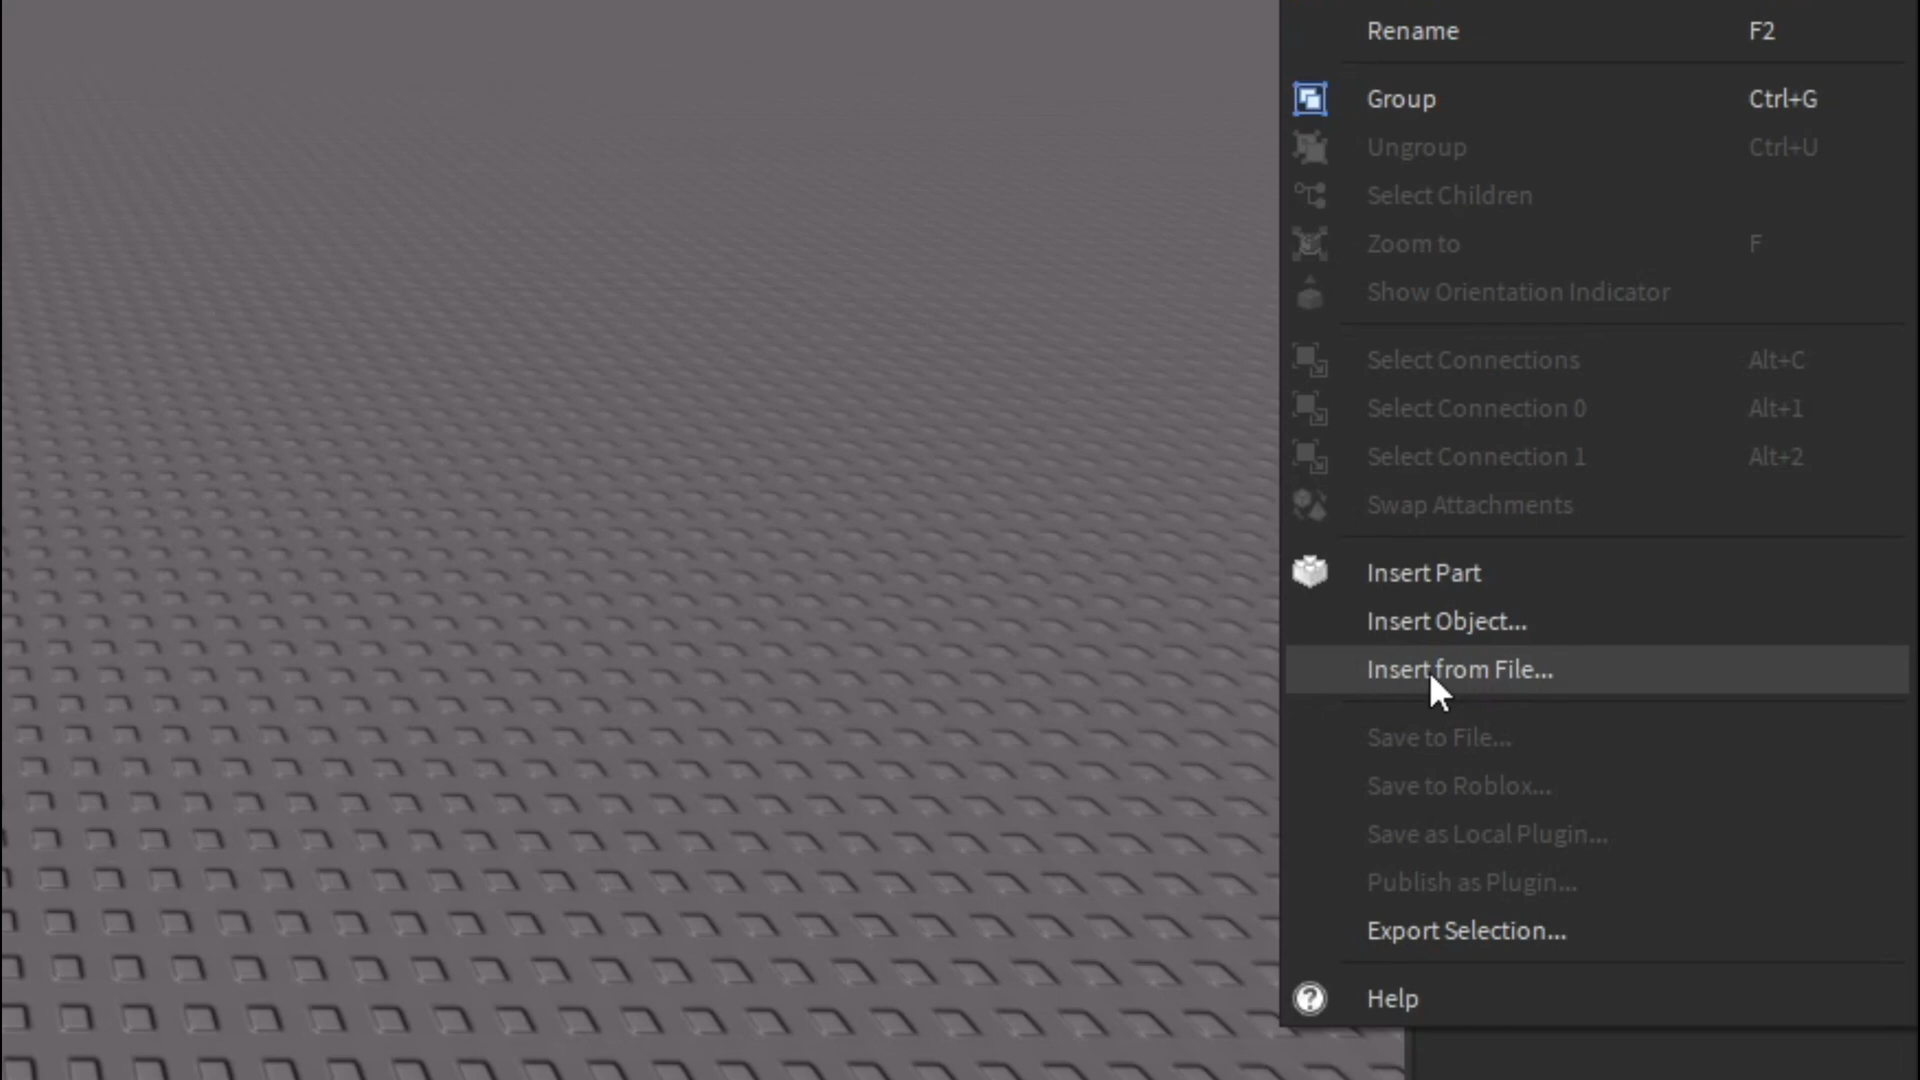 Rename F2
Group Ctrl+G
Ungroup Ctrl+U
Select Children
Zoom to F
Show Orientation Indicator
Select Connections Alt+C
Select Connection 0 Alt+1
Select Connection 1 Alt+2
Swap Attachments
Insert Part
Insert Object...
Insert from File...
Save to File...
Save to Roblox...
Save as Local Plugin...
Publish as Plugin...
Export Selection...
Help